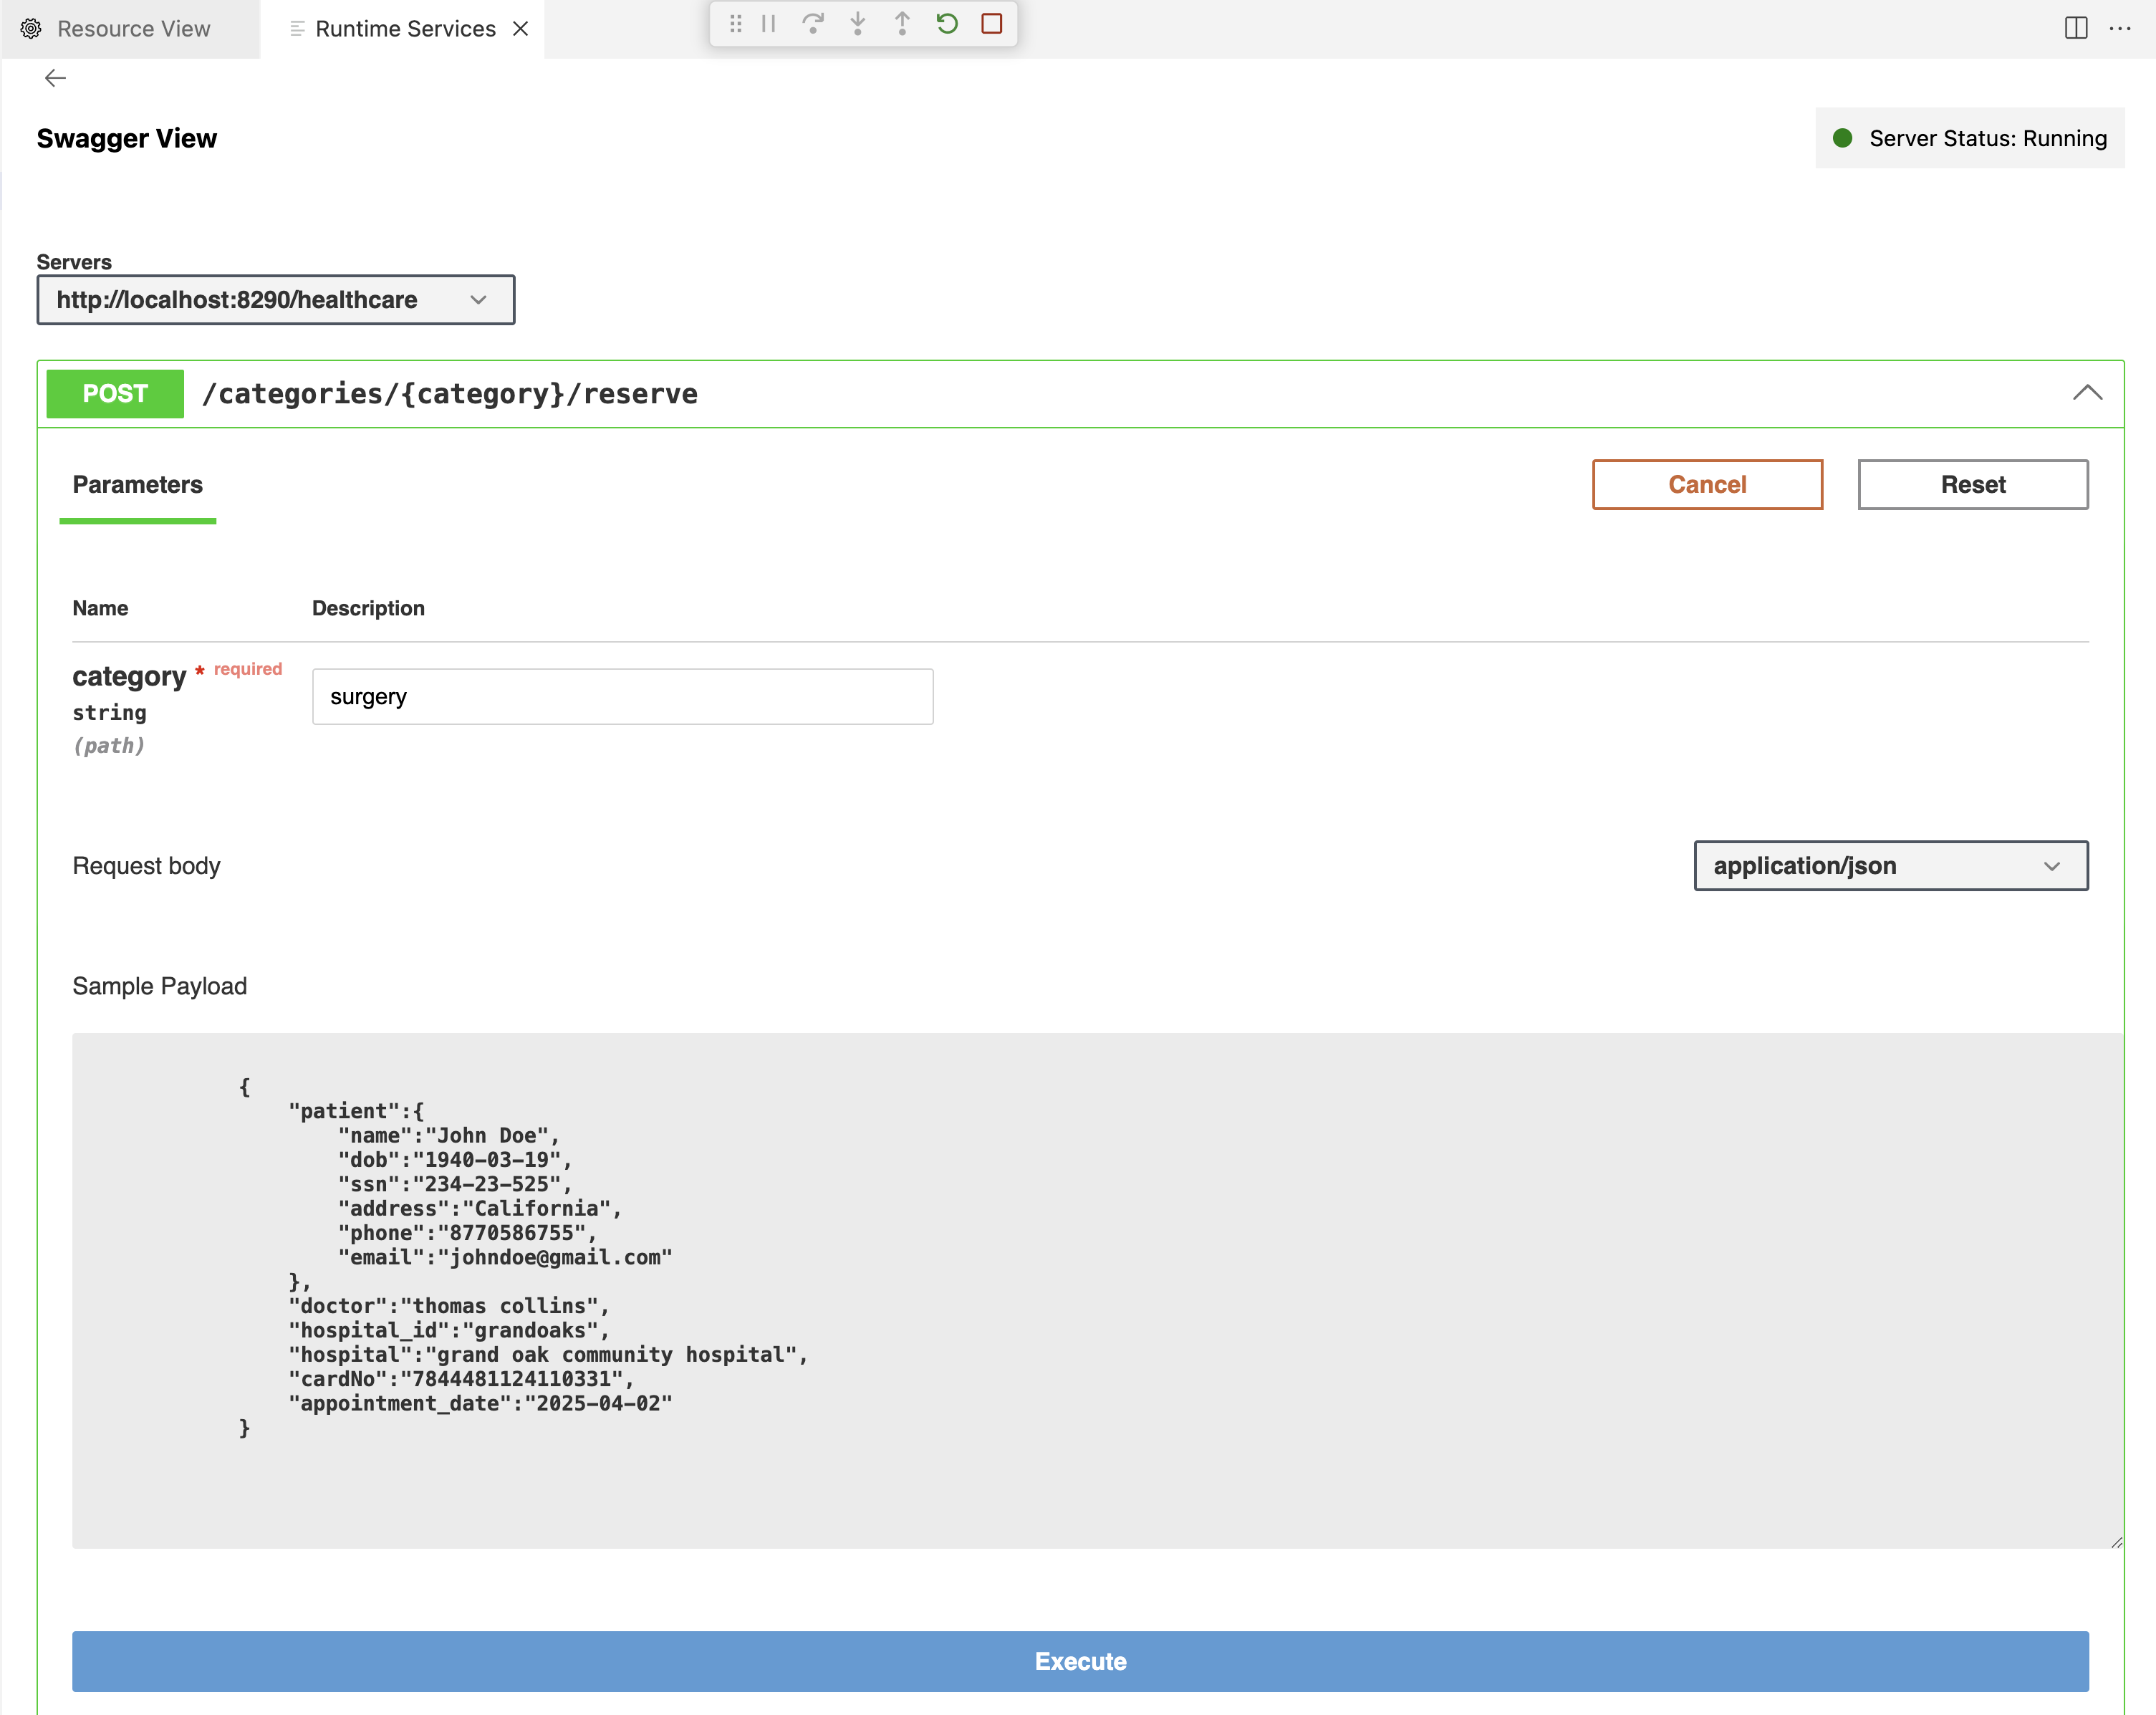 Resource View
Runtime Services
Swagger View
Server Status: Running
Servers
http://localhost:8290/healthcare
POST /categories/{category}/reserve
Parameters
Cancel
Reset
Name
Description
category * required
surgery
string
(path)
Request body
application/json
Sample Payload
{
"patient":{
"name":"John Doe",
"dob":"1940-03-19",
"ssn":"234-23-525",
"address":"California",
"phone":"8770586755",
"email":"johndoe@gmail.com"
},
"doctor":"thomas collins",
"hospital_id":"grandoaks",
"hospital":"grand oak community hospital",
"cardNo":"7844481124110331",
"appointment_date":"2025-04-02"
}
Execute